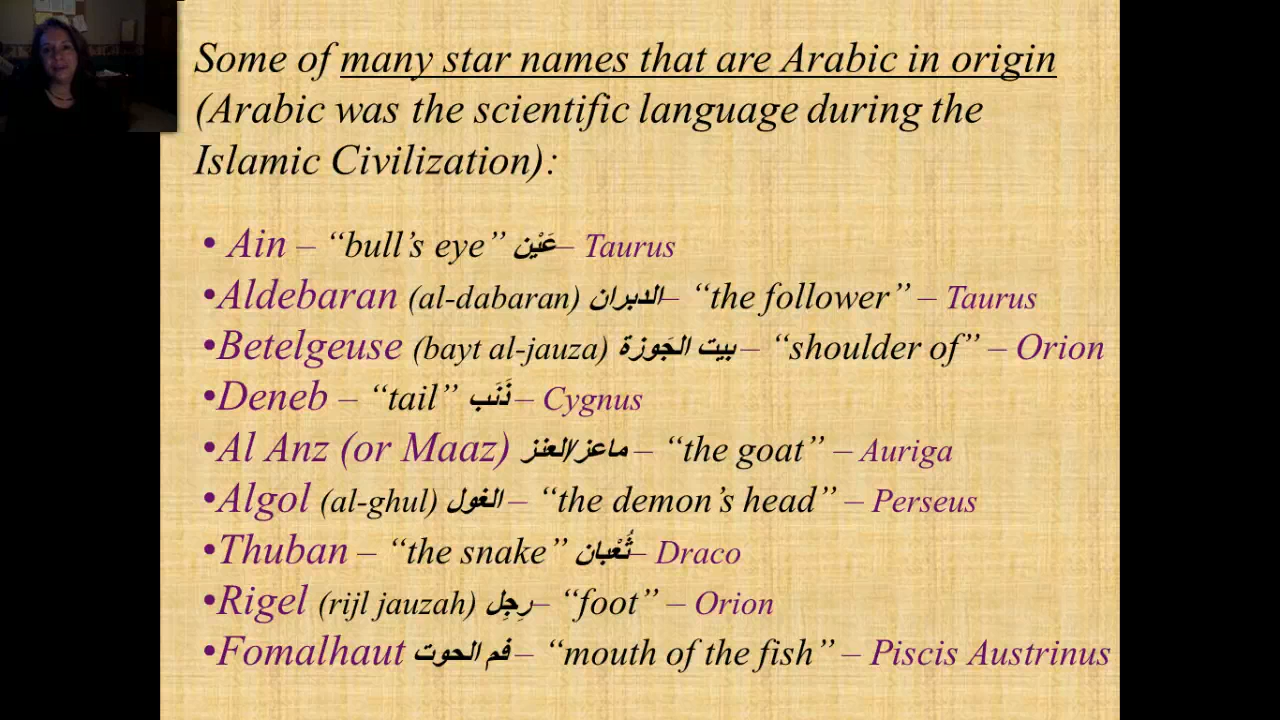 Some of many star names that are Arabic in origin
(Arabic was the scientific language during the
Islamic Civilization):
• Ain – “bull’s eye” عَيْن – Taurus
•Aldebaran (al-dabaran) الدبران – “the follower” – Taurus
•Betelgeuse (bayt al-jauza) بيت الجَوزة – “shoulder of” – Orion
•Deneb – “tail” ذَنَب – Cygnus
•Al Anz (or Maaz) ماعز/العنز – “the goat” – Auriga
•Algol (al-ghul) الغول – “the demon’s head” – Perseus
•Thuban – “the snake” ثُعْبان – Draco
•Rigel (rijl jauzah) رِجِل – “foot” – Orion
•Fomalhaut فم الحوت – “mouth of the fish” – Piscis Austrinus